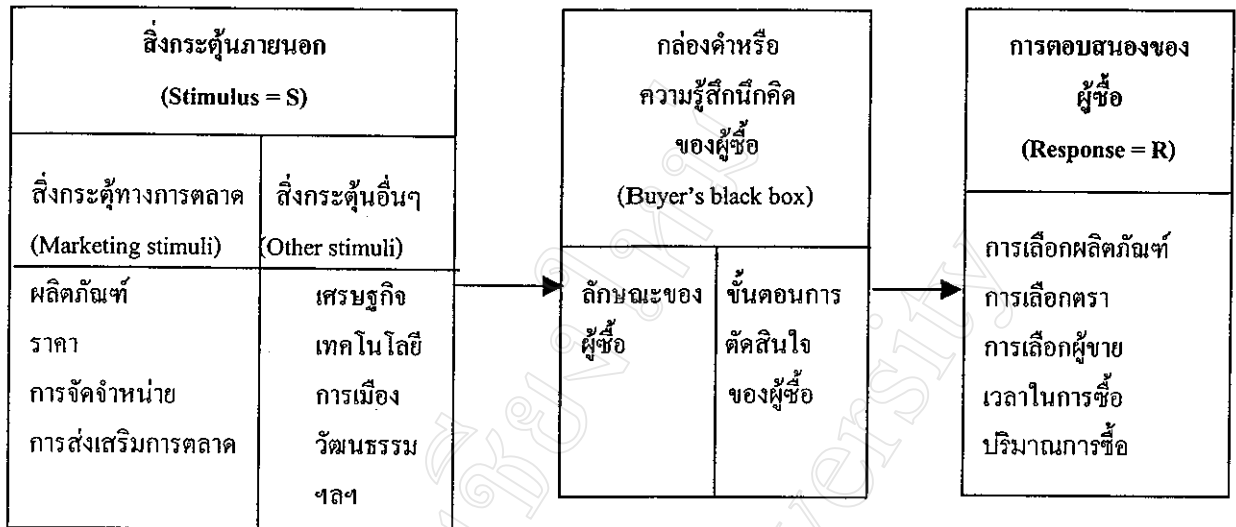 สิ่งกระตุ้นภายนอก
(Stimulus = S)
สิ่งกระตุ้ทางการตลาด
(Marketing stimuli)
สิ่งกระตุ้นอื่นๆ
(Other stimuli)
ผลิตภัณฑ์
ราคา
การจัดจำหน่าย
การส่งเสริมการตลาด
เศรษฐกิจ
เทคโนโลยี
การเมือง
วัฒนธรรม
ฯลฯ
กล่องดำหรือ
ความรู้สึกนึกคิด
ของผู้ซื้อ
(Buyer's black box)
ลักษณะของ
ผู้ซื้อ
ขั้นตอนการ
ตัดสินใจ
ของผู้ซื้อ
การตอบสนองของ
ผู้ซื้อ
(Response = R)
การเลือกผลิตภัณฑ์
การเลือกตรา
การเลือกผู้ขาย
เวลาในการซื้อ
ปริมาณการซื้อ